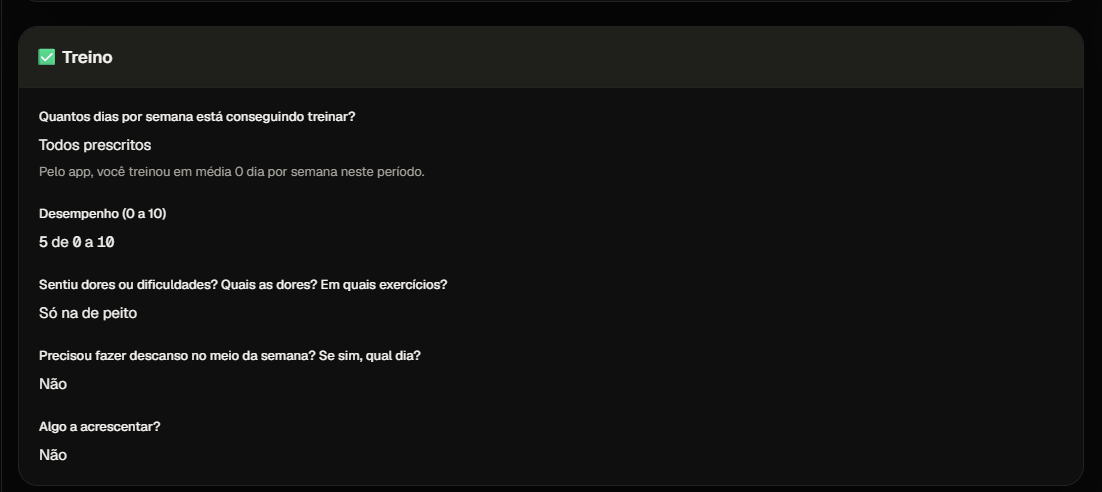 ✅ Treino
Quantos dias por semana está conseguindo treinar?
Todos prescritos
Pelo app, você treinou em média 0 dia por semana neste período.
Desempenho (0 a 10)
5 de 0 a 10
Sentiu dores ou dificuldades? Quais as dores? Em quais exercícios?
Só na de peito
Precisou fazer descanso no meio da semana? Se sim, qual dia?
Não
Algo a acrescentar?
Não